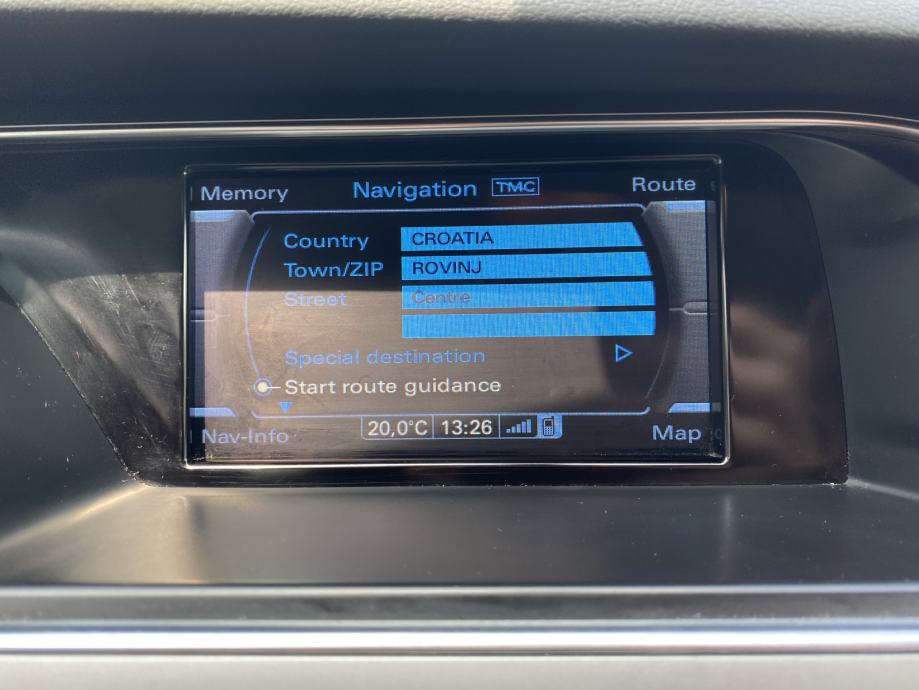 Memory Navigation TMC Route
Country CROATIA
Town/ZIP ROVINJ
Street Centre
Special destination
Start route guidance
Nav-Info 20,0°C 13:26 Map